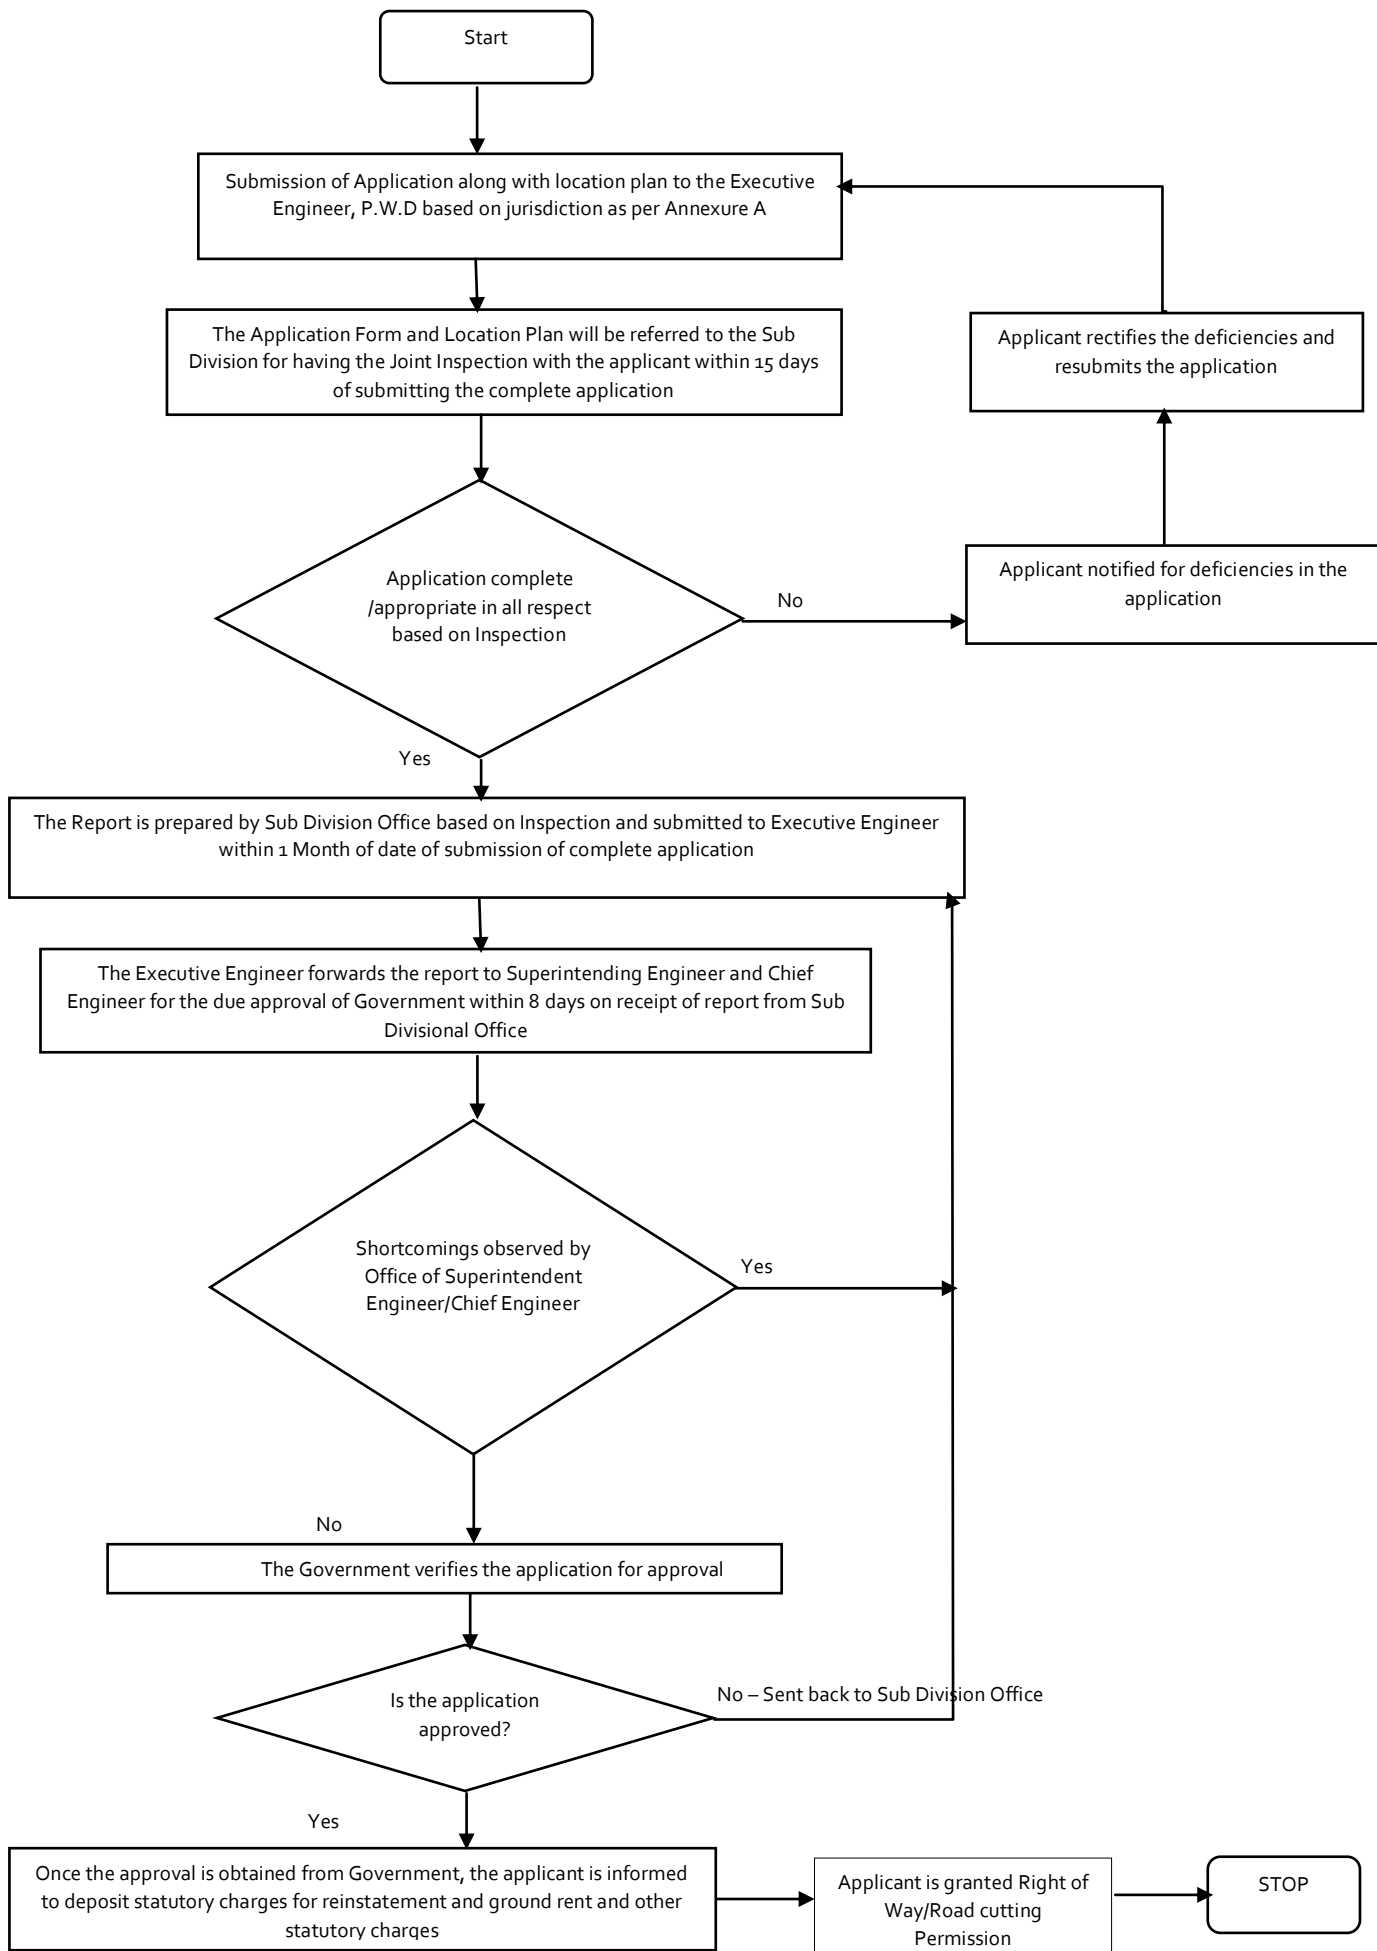 Start
Submission of Application along with location plan to the Executive
Engineer, P.W.D based on jurisdiction as per Annexure A
The Application Form and Location Plan will be referred to the Sub
Division for having the Joint Inspection with the applicant within 15 days
of submitting the complete application
Applicant rectifies the deficiencies and
resubmits the application
Application complete
/appropriate in all respect
based on Inspection
No
Applicant notified for deficiencies in the
application
Yes
The Report is prepared by Sub Division Office based on Inspection and submitted to Executive Engineer
within 1 Month of date of submission of complete application
The Executive Engineer forwards the report to Superintending Engineer and Chief
Engineer for the due approval of Government within 8 days on receipt of report from Sub
Divisional Office
Shortcomings observed by
Office of Superintendent
Engineer/Chief Engineer
Yes
No
The Government verifies the application for approval
Is the application
approved?
No – Sent back to Sub Division Office
Yes
Once the approval is obtained from Government, the applicant is informed
to deposit statutory charges for reinstatement and ground rent and other
statutory charges
Applicant is granted Right of
Way/Road cutting
Permission
STOP